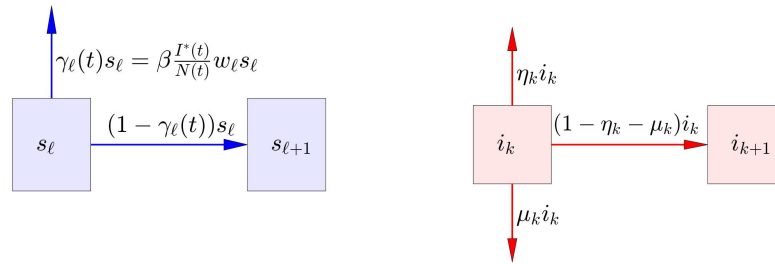 γ_ℓ(t)s_ℓ = β I*(t)/N(t) w_ℓ s_ℓ
(1 − γ_ℓ(t))s_ℓ
s_ℓ
s_{ℓ+1}
η_k i_k
(1 − η_k − μ_k)i_k
i_k
i_{k+1}
μ_k i_k